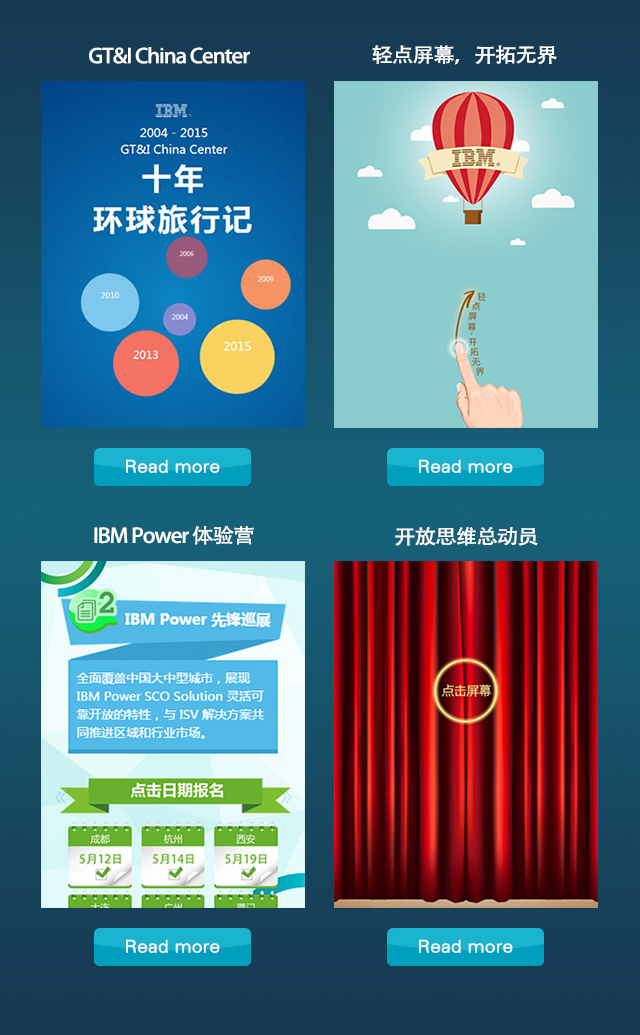 GT&I China Center
IBM
2004 - 2015
GT&I China Center
十年
环球旅行记
2006
2009
2010
2004
2013
2015
Read more
轻点屏幕，开拓无界
IBM
轻点屏幕，开拓无界
Read more
IBM Power 体验营
2
IBM Power 先锋巡展
全面覆盖中国大中型城市，展现
IBM Power SCO Solution 灵活可
靠开放的特性，与 ISV 解决方案共
同推进区域和行业市场。
点击日期报名
成都 杭州 西安
5月12日 5月14日 5月19日
大连 广州 厦门
Read more
开放思维总动员
点击屏幕
Read more